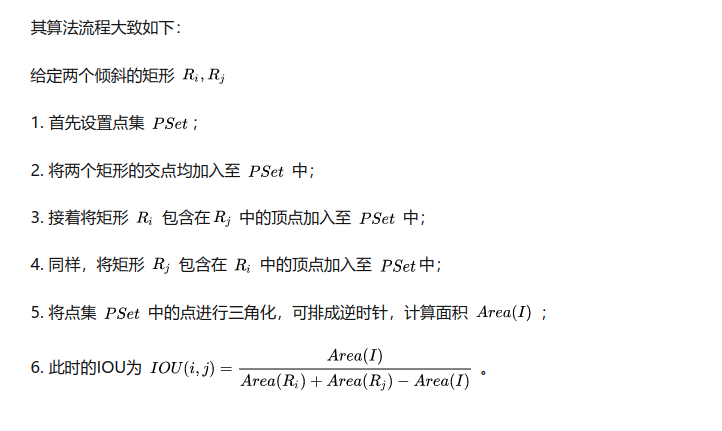 其算法流程大致如下：
给定两个倾斜的矩形 R_i, R_j
1. 首先设置点集 PSet；
2. 将两个矩形的交点均加入至 PSet 中；
3. 接着将矩形 R_i 包含在 R_j 中的顶点加入至 PSet 中；
4. 同样，将矩形 R_j 包含在 R_i 中的顶点加入至 PSet 中；
5. 将点集 PSet 中的点进行三角化，可排成逆时针，计算面积 Area(I) ；
6. 此时的IOU为 IOU(i, j) = \frac{Area(I)}{Area(R_i) + Area(R_j) - Area(I)} 。